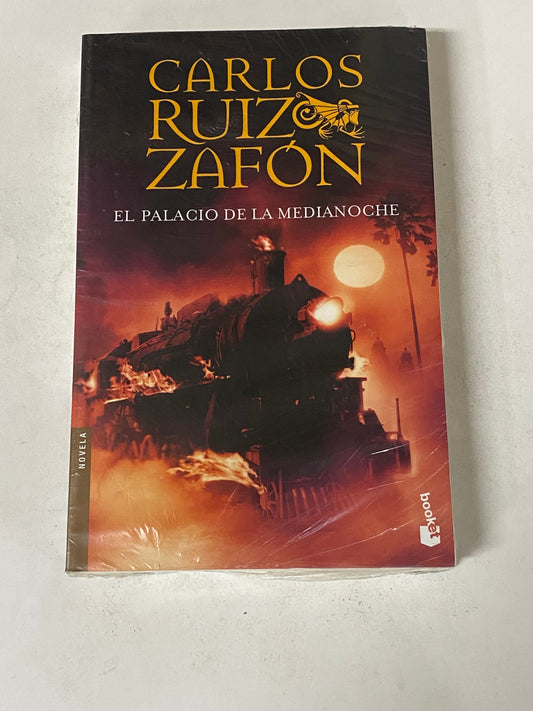 CARLOS
RUIZ
ZAFÓN
EL PALACIO DE LA MEDIANOCHE
NOVELA
booket